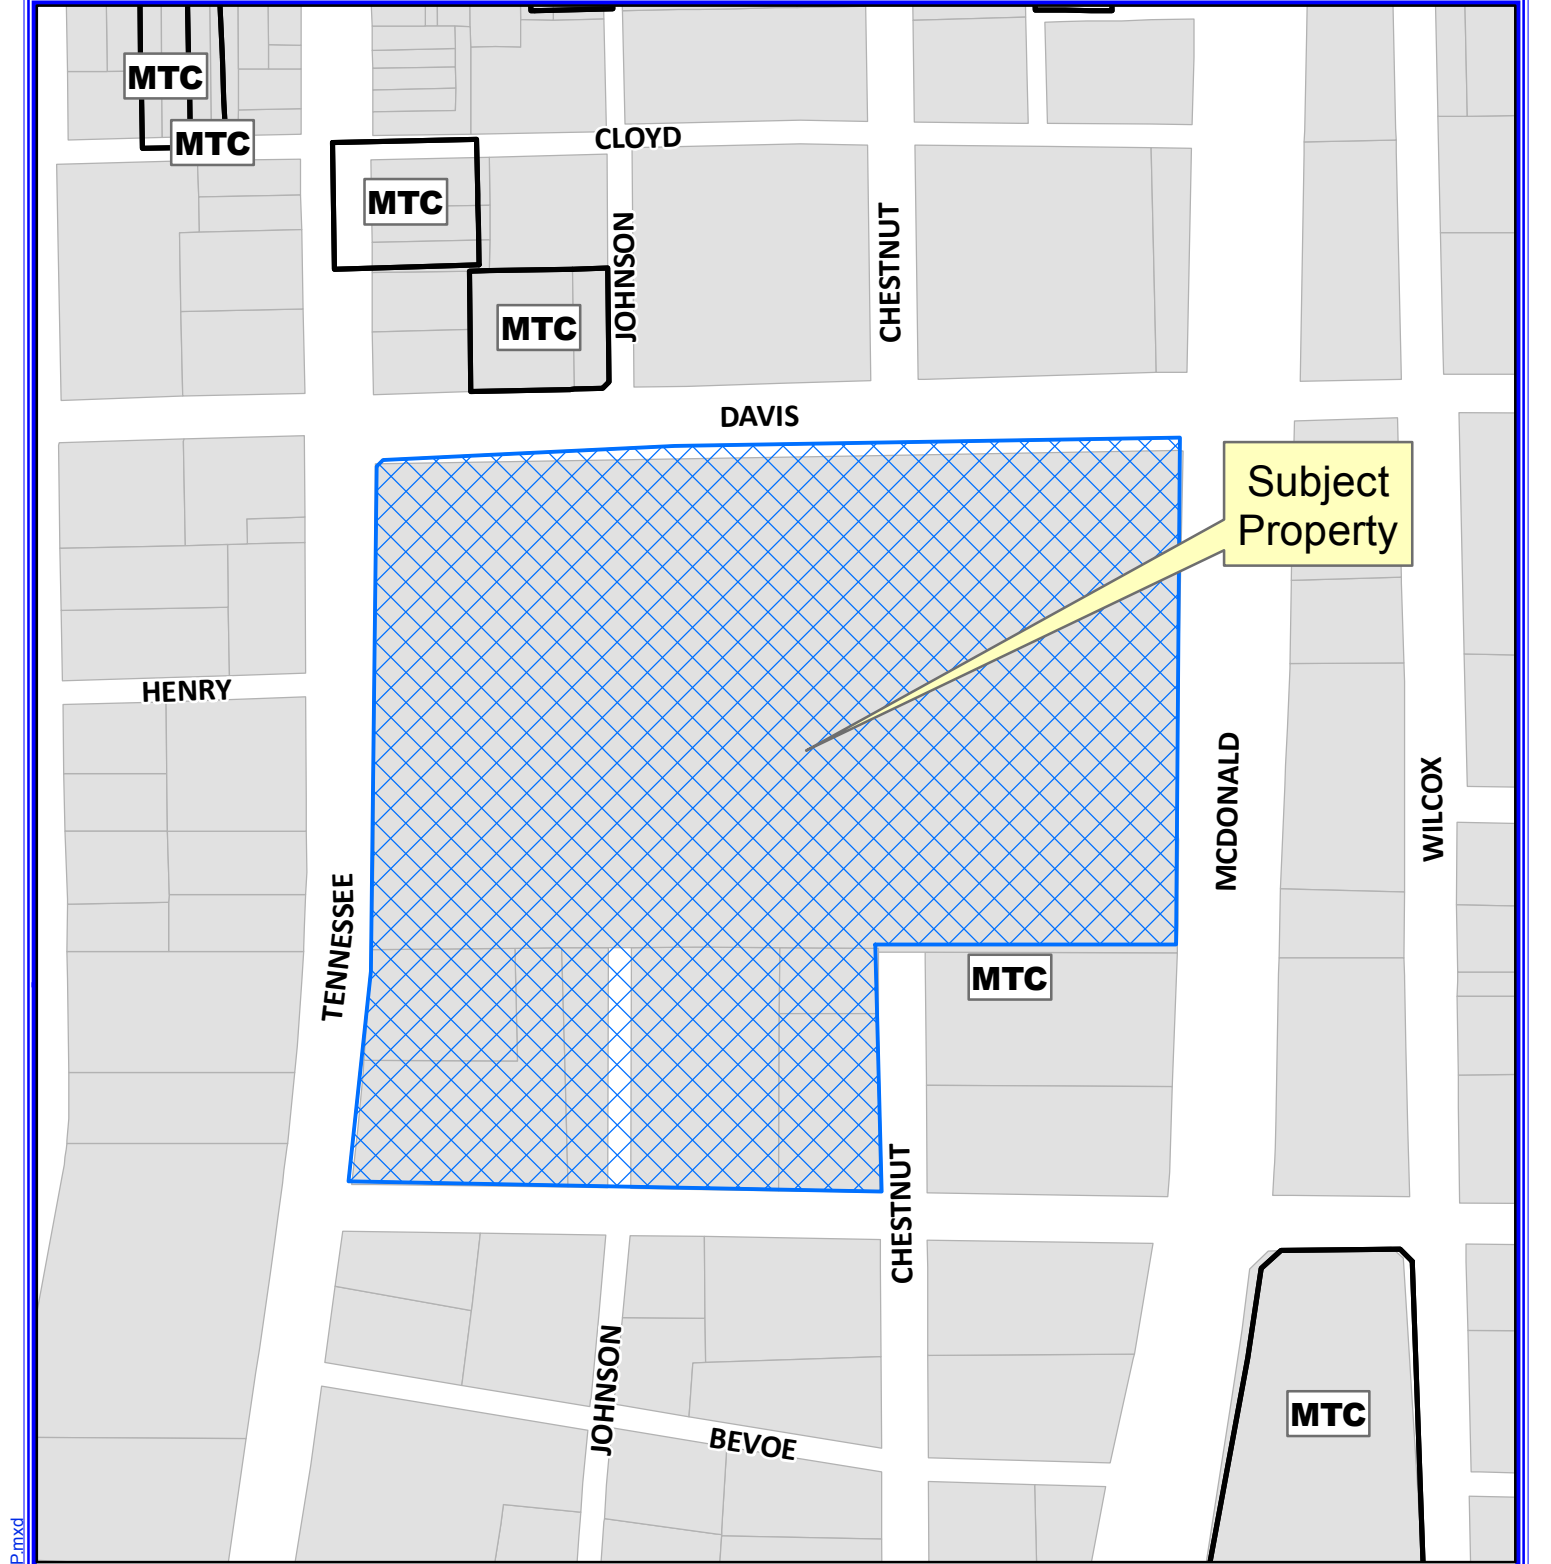 MTC
MTC
CLOYD
MTC
JOHNSON
CHESTNUT
MTC
DAVIS
Subject
Property
HENRY
MCDONALD
WILCOX
TENNESSEE
MTC
CHESTNUT
JOHNSON
MTC
BEVOE
P.mxd